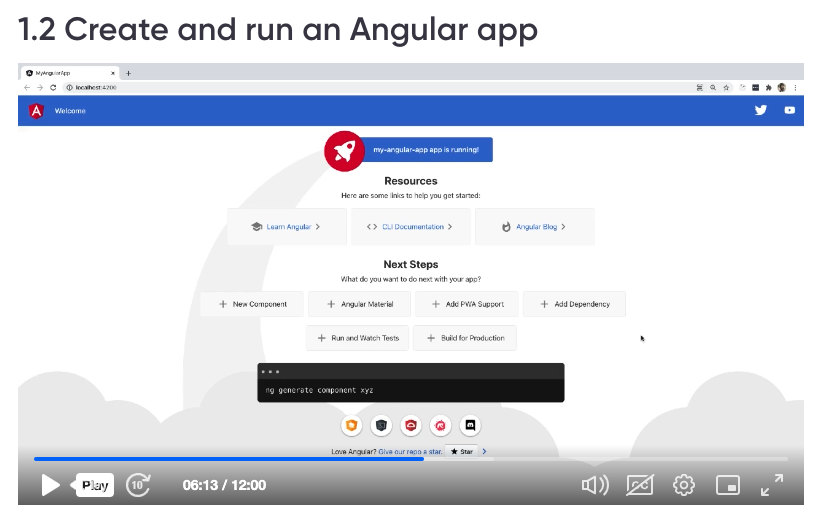 1.2 Create and run an Angular app
MyAngularApp
localhost:4200
Welcome
my-angular-app app is running!
Resources
Here are some links to help you get started:
Learn Angular
CLI Documentation
Angular Blog
Next Steps
What do you want to do next with your app?
New Component
Angular Material
Add PWA Support
Add Dependency
Run and Watch Tests
Build for Production
ng generate component xyz
Love Angular? Give our repo a star. Star
Play
10
06:13 / 12:00
CC